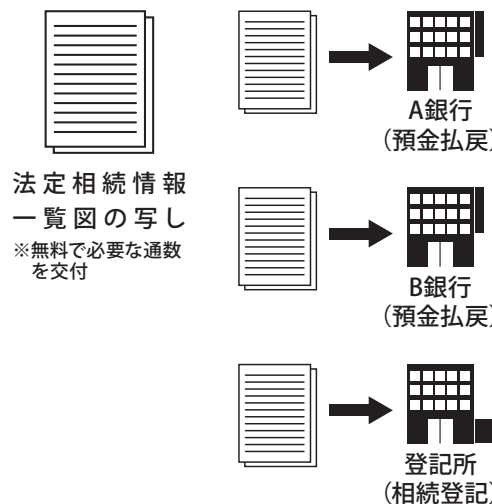 法定相続情報
一覧図の写し
※無料で必要な通数
を交付
A銀行
(預金払戻)
B銀行
(預金払戻)
登記所
(相続登記)